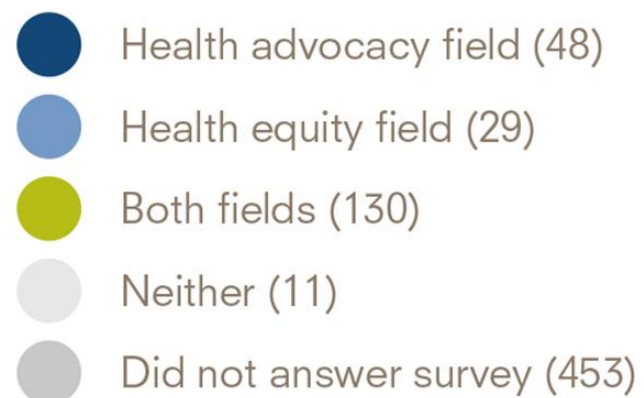 Health advocacy field (48)
Health equity field (29)
Both fields (130)
Neither (11)
Did not answer survey (453)